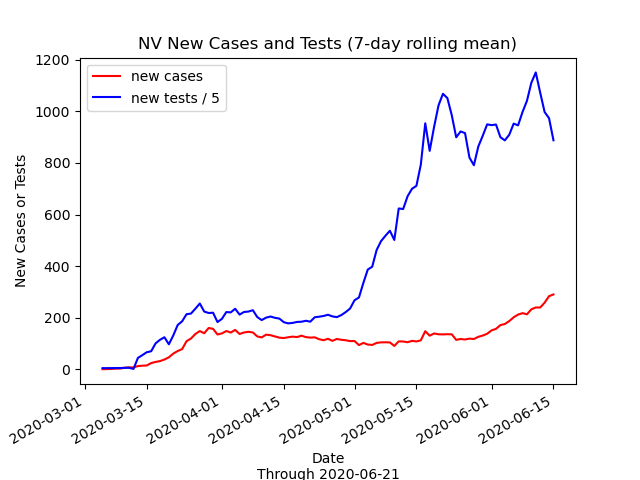 NV New Cases and Tests (7-day rolling mean)
new cases
new tests / 5
New Cases or Tests
1200
1000
800
600
400
200
0
2020-03-01
2020-03-15
2020-04-01
2020-04-15
2020-05-01
2020-05-15
2020-06-01
2020-06-15
Date
Through 2020-06-21